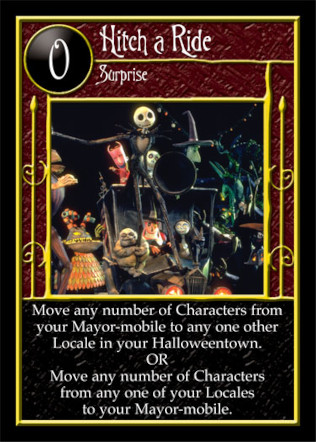 0
Hitch a Ride
Surprise
Move any number of Characters from
your Mayor-mobile to any one other
Locale in your Halloweentown.
OR
Move any number of Characters
from any one of your Locales
to your Mayor-mobile.